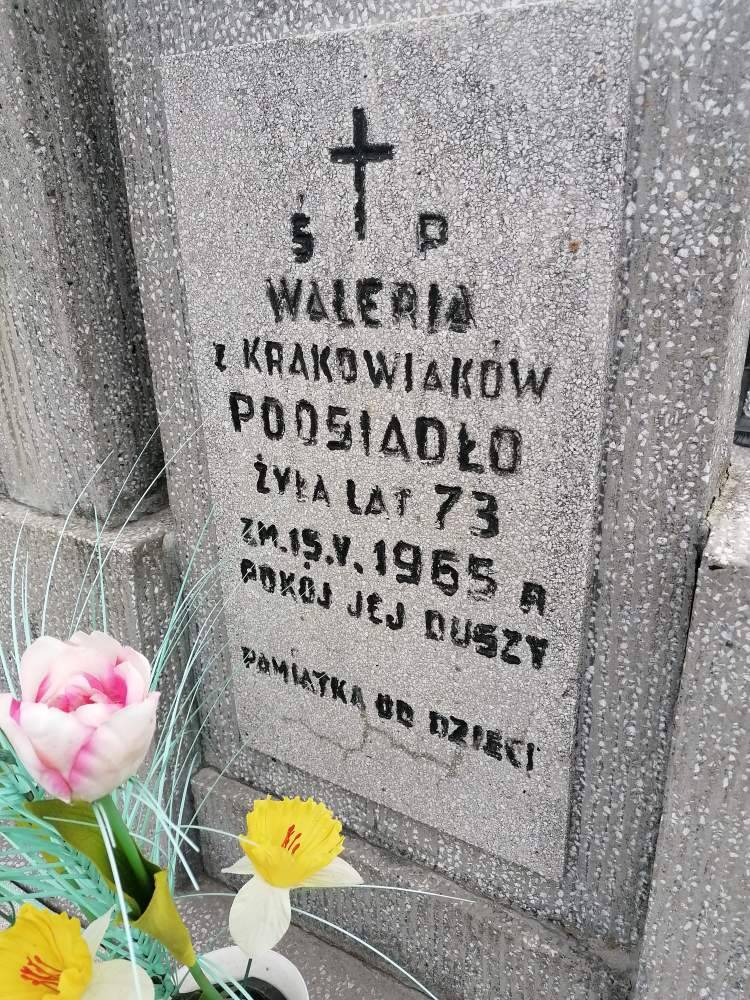 Ś P
WALERIA
z KRAKOWIAKÓW
PODSIADŁO
ŻYŁA LAT 73
ZM. 15. V. 1965 R
POKÓJ JEJ DUSZY
PAMIĄTKA OD DZIECI